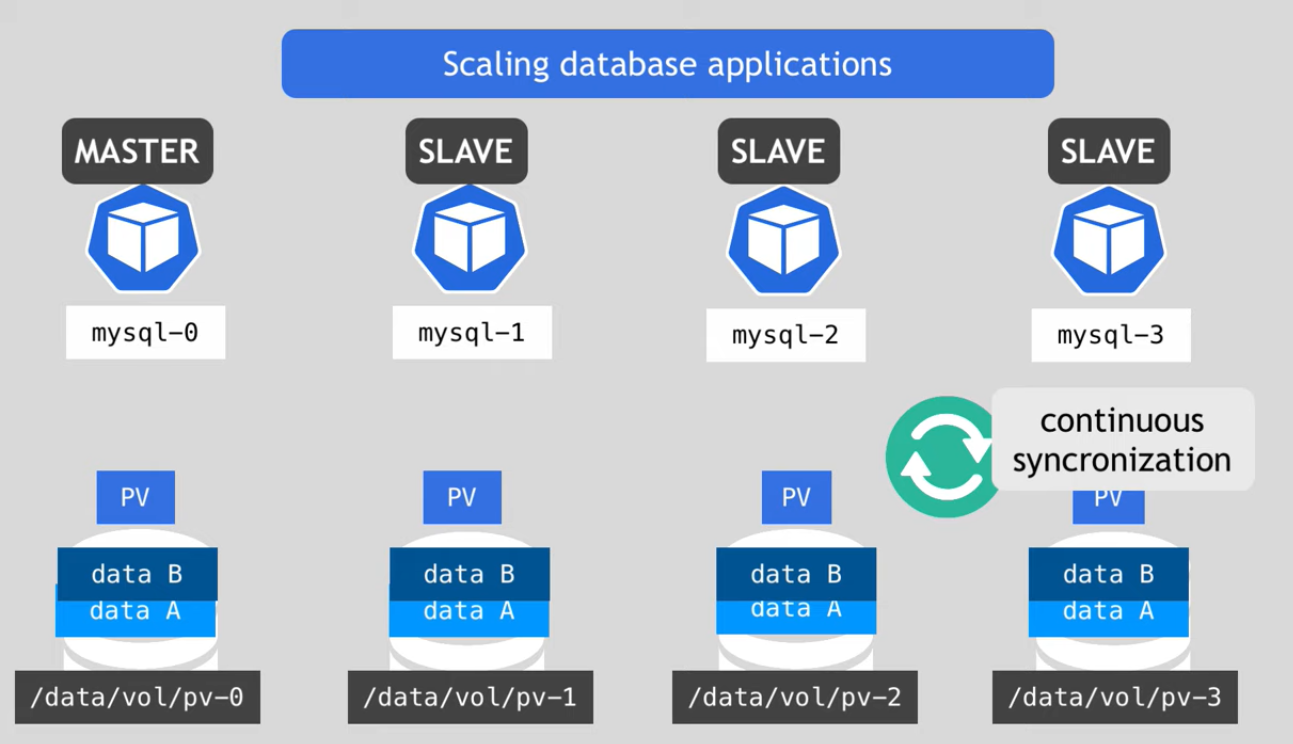 Scaling database applications
MASTER
SLAVE
SLAVE
SLAVE
mysql-0
mysql-1
mysql-2
mysql-3
continuous
syncronization
PV
PV
PV
PV
data B
data B
data B
data B
data A
data A
data A
data A
/data/vol/pv-0
/data/vol/pv-1
/data/vol/pv-2
/data/vol/pv-3